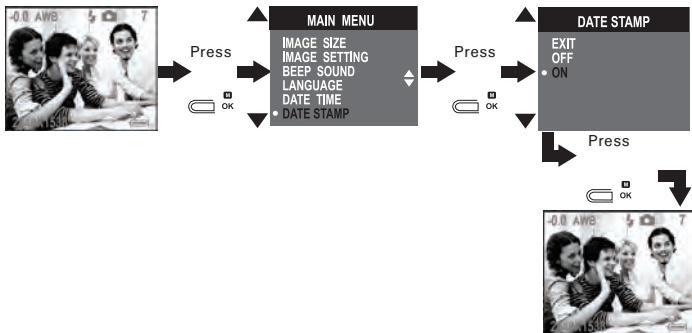 -0.0 AWB 7
Press
M
OK
MAIN MENU
IMAGE SIZE
IMAGE SETTING
BEEP SOUND
LANGUAGE
DATE TIME
DATE STAMP
Press
M
OK
DATE STAMP
EXIT
OFF
ON
Press
M
OK
-0.0 AWB 7